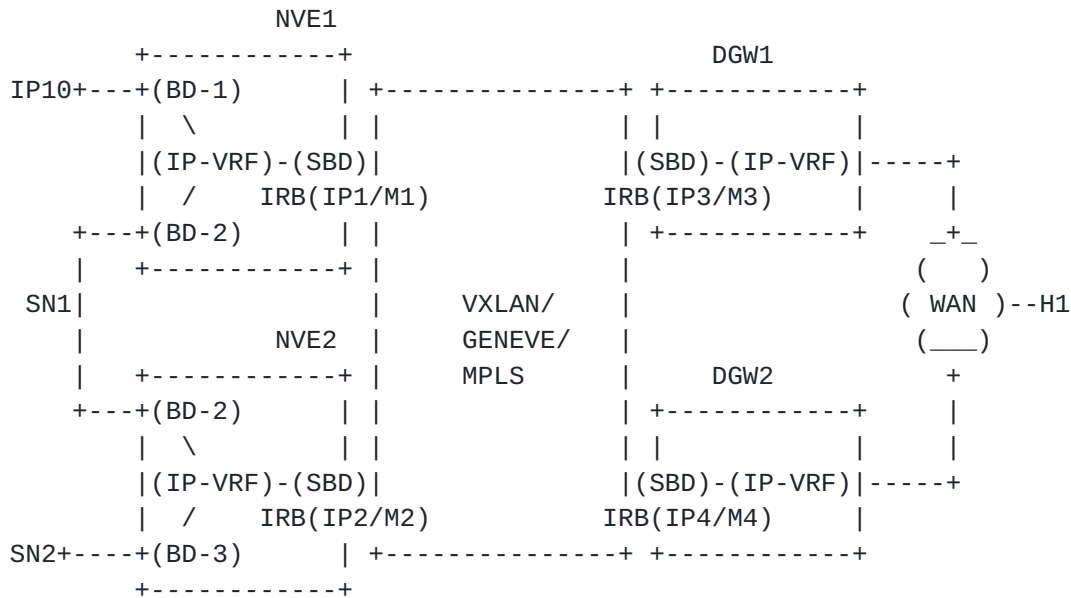 NVE1
         +------------+                         DGW1
IP10+---+(BD-1)       | +---------------+ +------------+
        |  \          | |               | |            |
        |(IP-VRF)-(SBD)|                |(SBD)-(IP-VRF)|-----+
        |  /    IRB(IP1/M1)            IRB(IP3/M3)     |     |
    +---+(BD-2)       | |               | +------------+    _+_
    |   +------------+ |                |                  (   )
 SN1|                   |     VXLAN/    |                 ( WAN )--H1
    |            NVE2   |     GENEVE/   |                  (___)
    |   +------------+ |      MPLS      |     DGW2           +
    +---+(BD-2)       | |               | +------------+     |
        |  \          | |               | |            |     |
        |(IP-VRF)-(SBD)|                |(SBD)-(IP-VRF)|-----+
        |  /    IRB(IP2/M2)            IRB(IP4/M4)     |
SN2+----+(BD-3)       | +---------------+ +------------+
        +------------+